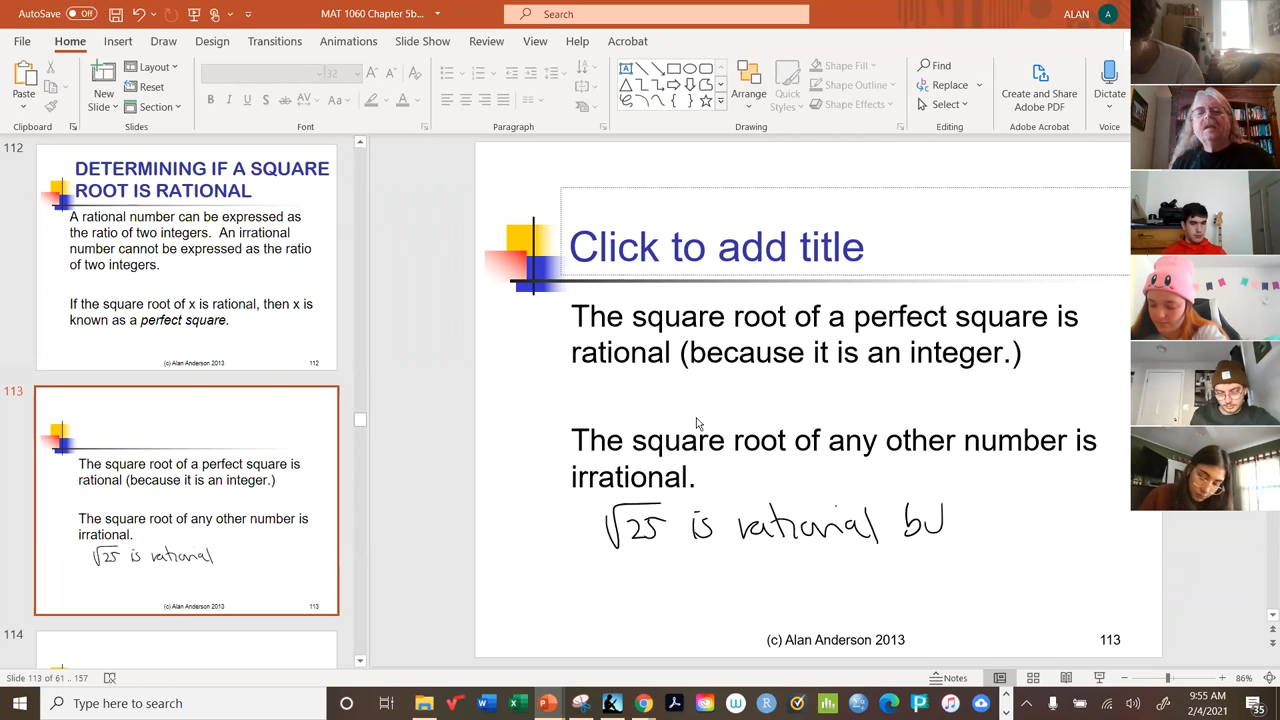 AutoSave Off MAT 1060 Chapter 5b... Search ALAN A
File Home Insert Draw Design Transitions Animations Slide Show Review View Help Acrobat
Paste New Slide Layout Reset Section 32 Arrange Quick Styles Shape Fill Shape Outline Shape Effects Find Replace Select Create and Share Adobe PDF Dictate
Clipboard Slides Font Paragraph Drawing Editing Adobe Acrobat Voice
112
DETERMINING IF A SQUARE
ROOT IS RATIONAL
A rational number can be expressed as
the ratio of two integers. An irrational
number cannot be expressed as the ratio
of two integers.
If the square root of x is rational, then x is
known as a perfect square.
(c) Alan Anderson 2013 112
113
The square root of a perfect square is
rational (because it is an integer.)
The square root of any other number is
irrational.
√25 is rational
(c) Alan Anderson 2013 113
114
Click to add title
The square root of a perfect square is
rational (because it is an integer.)
The square root of any other number is
irrational.
√25 is rational bu
(c) Alan Anderson 2013 113
Slide 113 of 61 .. 157 Notes 86%
Type here to search 9:55 AM
2/4/2021 35